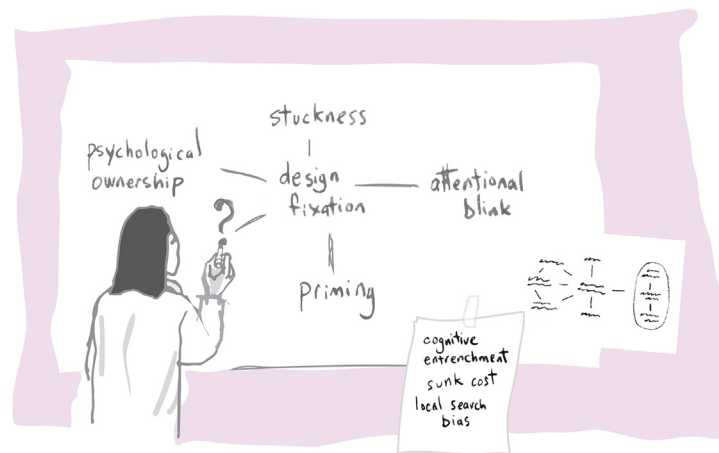 stuckness
psychological
ownership
design
fixation
attentional
blink
?
priming
cognitive
entrenchment
sunk cost
local search
bias